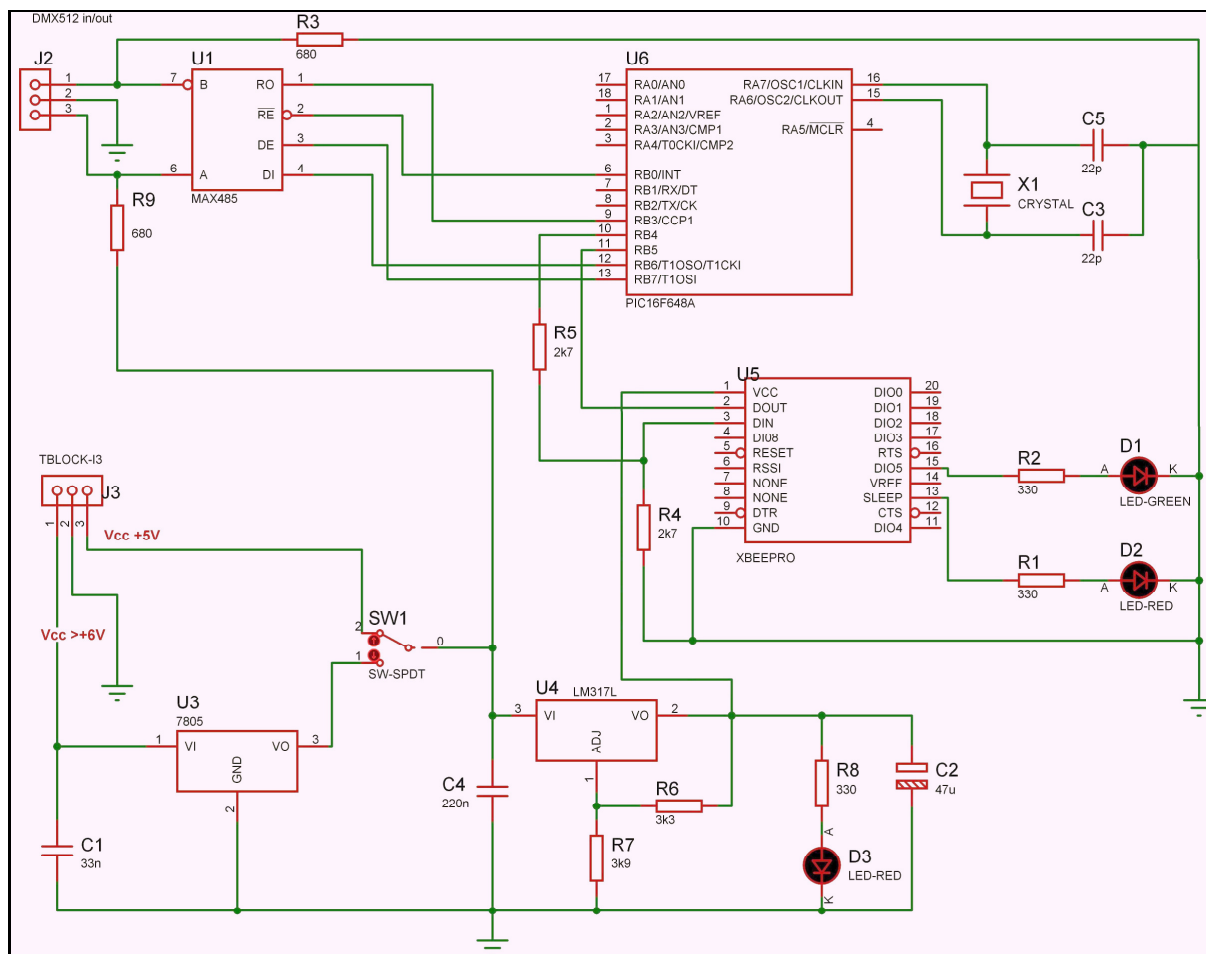 DMX512 in/out
R3
680
J2
1
2
3
U1
7 B RO 1
RE 2
DE 3
6 A DI 4
MAX485
R9
680
U6
17 RA0/AN0 RA7/OSC1/CLKIN 16
18 RA1/AN1 RA6/OSC2/CLKOUT 15
1 RA2/AN2/VREF
2 RA3/AN3/CMP1 RA5/MCLR 4
3 RA4/T0CKI/CMP2
6 RB0/INT
7 RB1/RX/DT
8 RB2/TX/CK
9 RB3/CCP1
10 RB4
11 RB5
12 RB6/T1OSO/T1CKI
13 RB7/T1OSI
PIC16F648A
C5
22p
X1
CRYSTAL
C3
22p
R5
2k7
U5
1 VCC DIO0 20
2 DOUT DIO1 19
3 DIN DIO2 18
4 DIO8 DIO3 17
5 RESET RTS 16
6 RSSI DIO5 15
7 NONE VREF 14
8 NONE SLEEP 13
9 DTR CTS 12
10 GND DIO4 11
XBEEPRO
R4
2k7
R2
330
A D1 K
LED-GREEN
R1
330
A D2 K
LED-RED
TBLOCK-I3
J3
1
2
3
Vcc +5V
Vcc >+6V
SW1
2
1
0
SW-SPDT
U3
7805
1 VI VO 3
GND
2
C1
33n
C4
220n
U4
LM317L
3 VI VO 2
ADJ
1
R6
3k3
R7
3k9
R8
330
A
D3
LED-RED
K
C2
47u